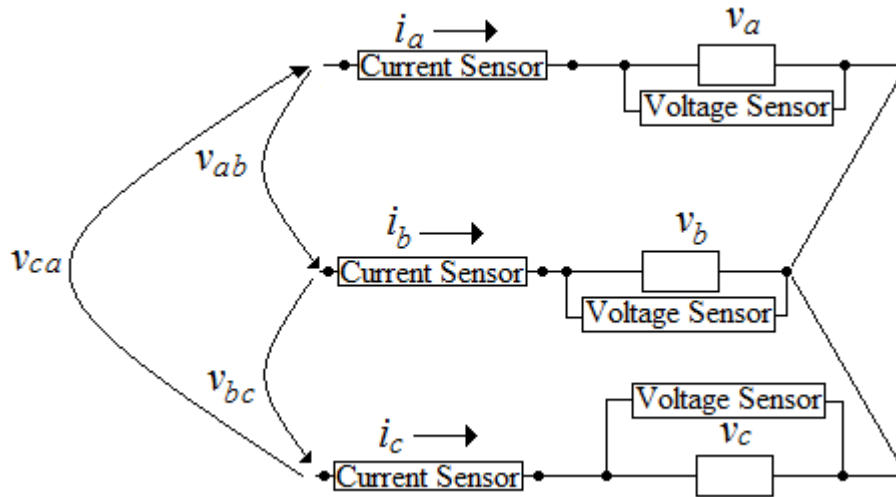 i_a
v_a
Current Sensor
Voltage Sensor
v_ab
i_b
v_b
v_ca
Current Sensor
Voltage Sensor
v_bc
Voltage Sensor
i_c
v_c
Current Sensor